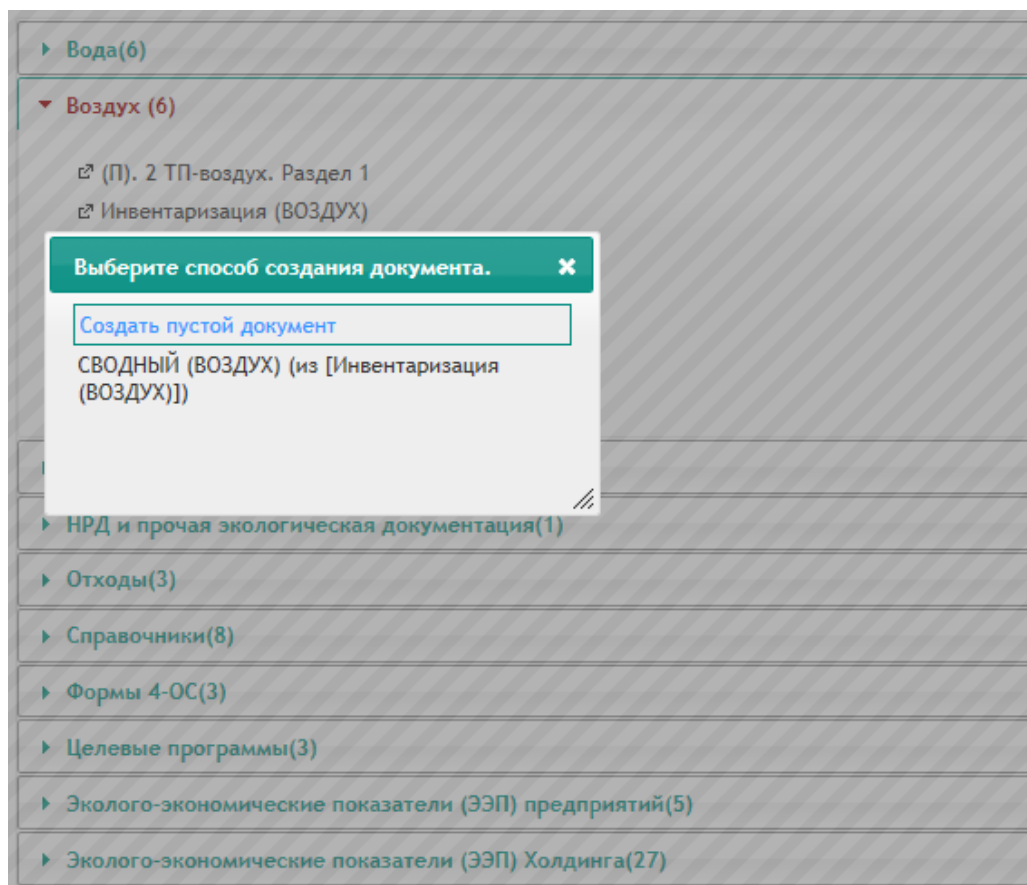 Вода(6)
Воздух (6)
(П). 2 ТП-воздух. Раздел 1
Инвентаризация (ВОЗДУХ)
Выберите способ создания документа.
Создать пустой документ
СВОДНЫЙ (ВОЗДУХ) (из [Инвентаризация
(ВОЗДУХ)])
НРД и прочая экологическая документация(1)
Отходы(3)
Справочники(8)
Формы 4-ОС(3)
Целевые программы(3)
Эколого-экономические показатели (ЭЭП) предприятий(5)
Эколого-экономические показатели (ЭЭП) Холдинга(27)